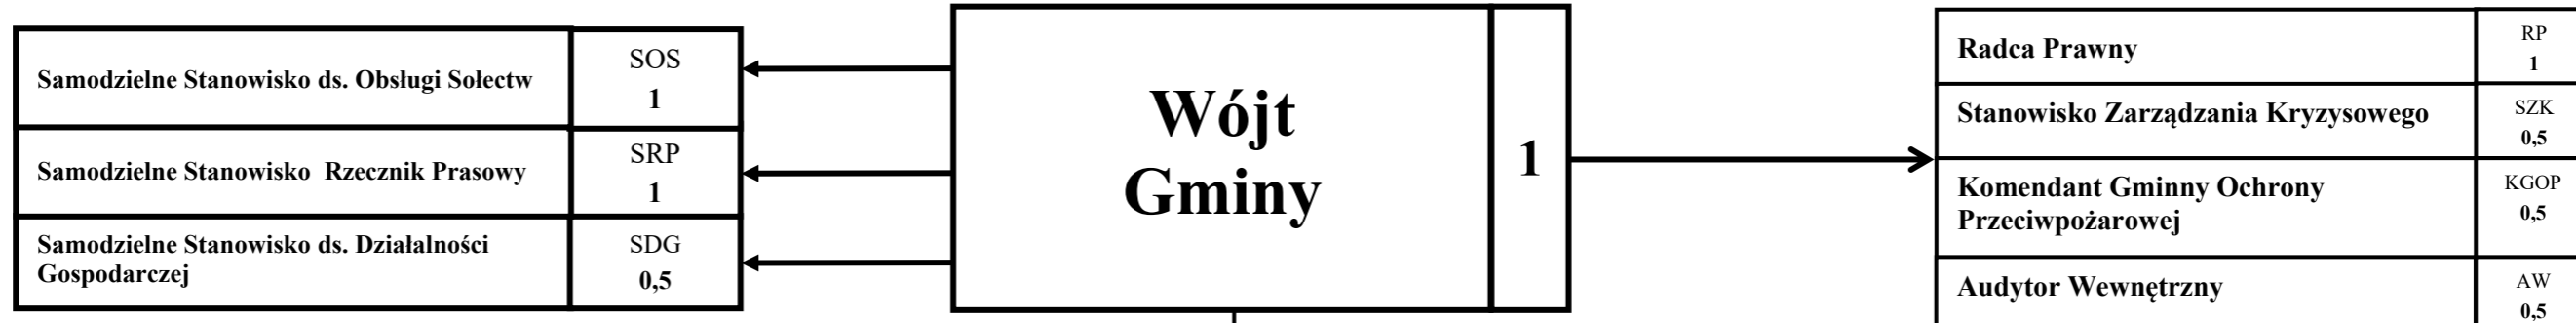 Samodzielne Stanowisko ds. Obsługi Sołectw
SOS
1
Samodzielne Stanowisko  Rzecznik Prasowy
SRP
1
Samodzielne Stanowisko ds. Działalności
Gospodarczej
SDG
0,5
Wójt
Gminy
1
Radca Prawny
RP
1
Stanowisko Zarządzania Kryzysowego
SZK
0,5
Komendant Gminny Ochrony
Przeciwpożarowej
KGOP
0,5
Audytor Wewnętrzny
AW
0,5